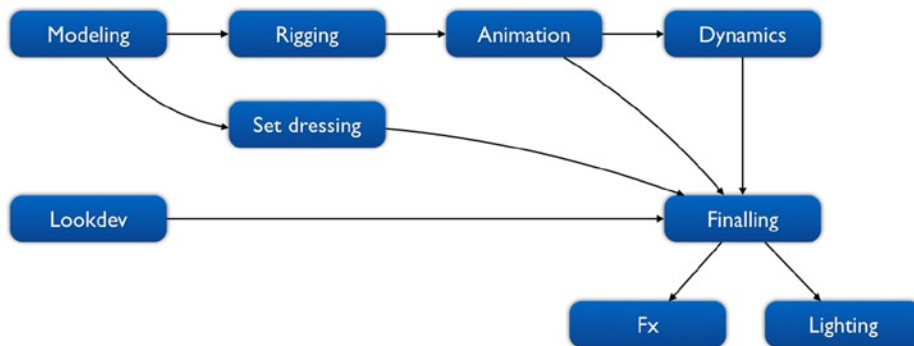 Modeling
Rigging
Animation
Dynamics
Set dressing
Lookdev
Finalling
Fx
Lighting